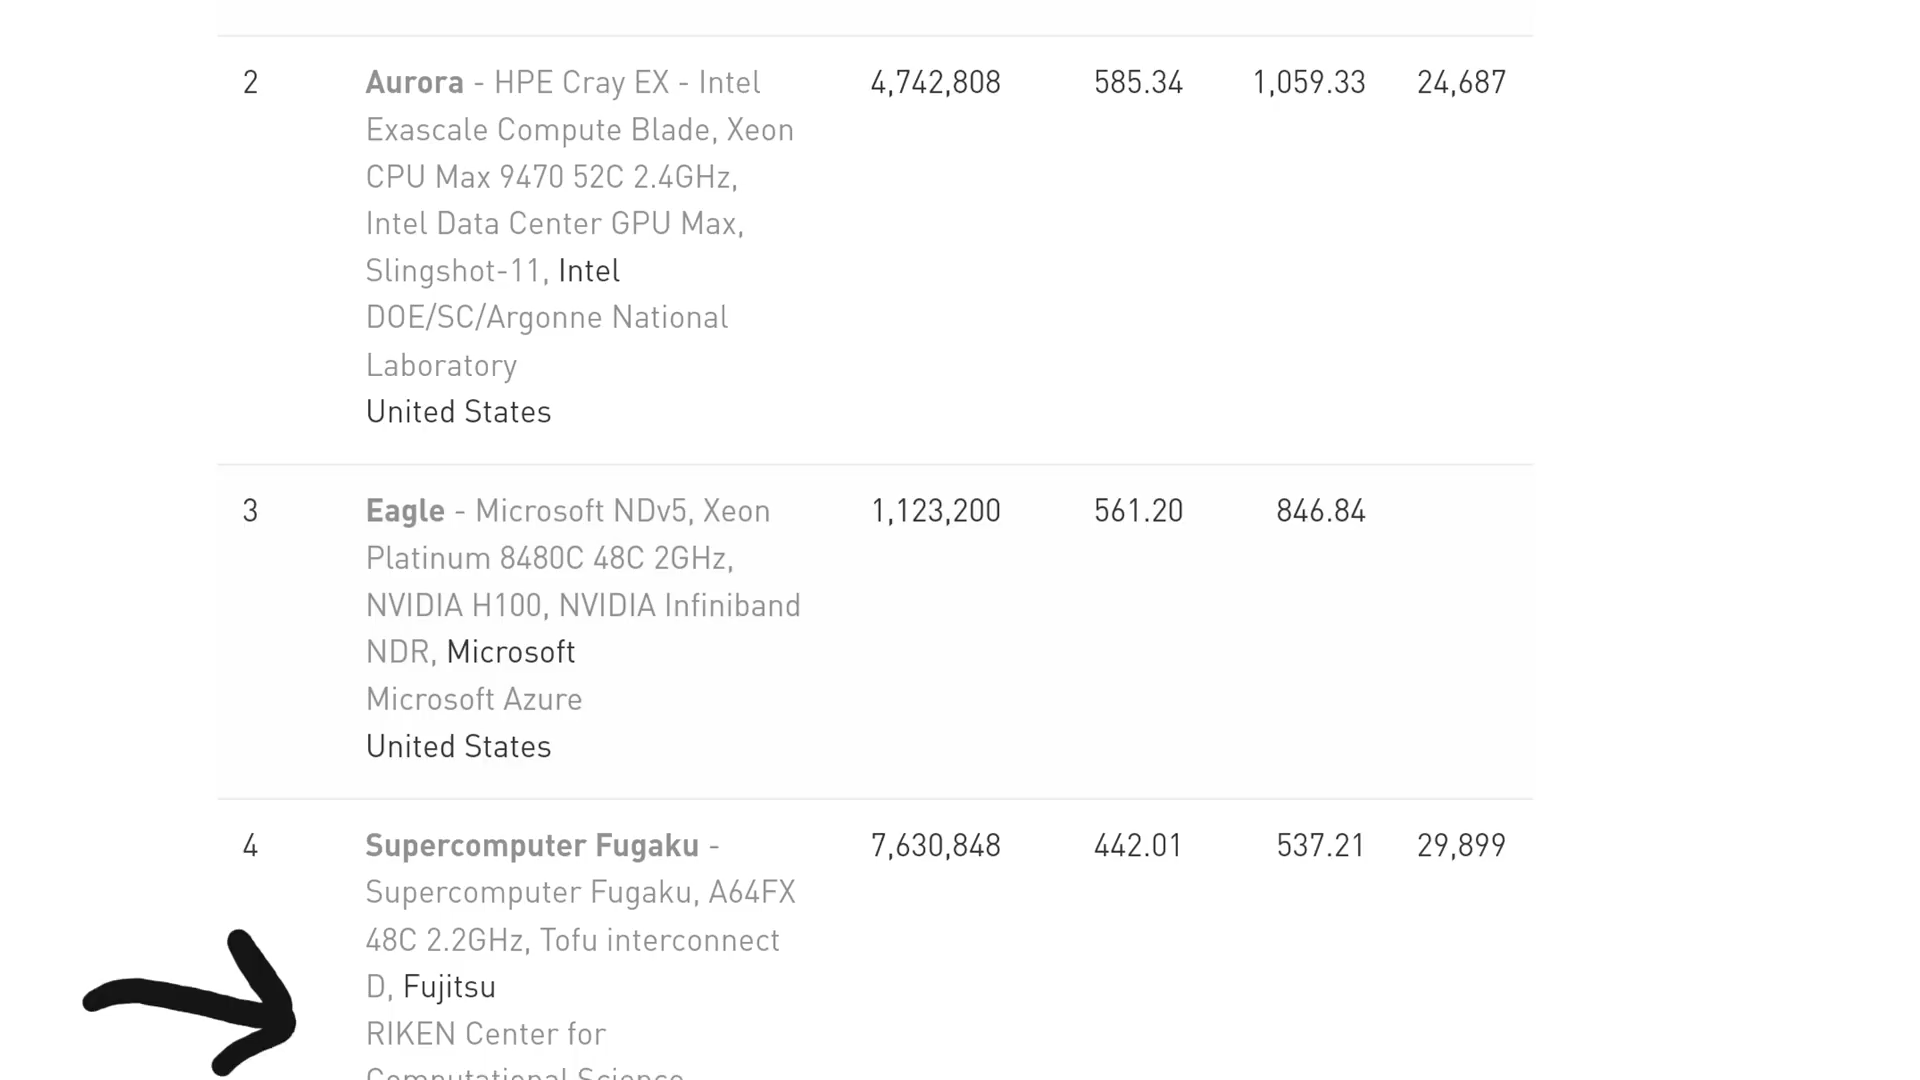 2 Aurora - HPE Cray EX - Intel 4,742,808 585.34 1,059.33 24,687
Exascale Compute Blade, Xeon
CPU Max 9470 52C 2.4GHz,
Intel Data Center GPU Max,
Slingshot-11, Intel
DOE/SC/Argonne National
Laboratory
United States
3 Eagle - Microsoft NDv5, Xeon 1,123,200 561.20 846.84
Platinum 8480C 48C 2GHz,
NVIDIA H100, NVIDIA Infiniband
NDR, Microsoft
Microsoft Azure
United States
4 Supercomputer Fugaku - 7,630,848 442.01 537.21 29,899
Supercomputer Fugaku, A64FX
48C 2.2GHz, Tofu interconnect
D, Fujitsu
RIKEN Center for
Computational Science